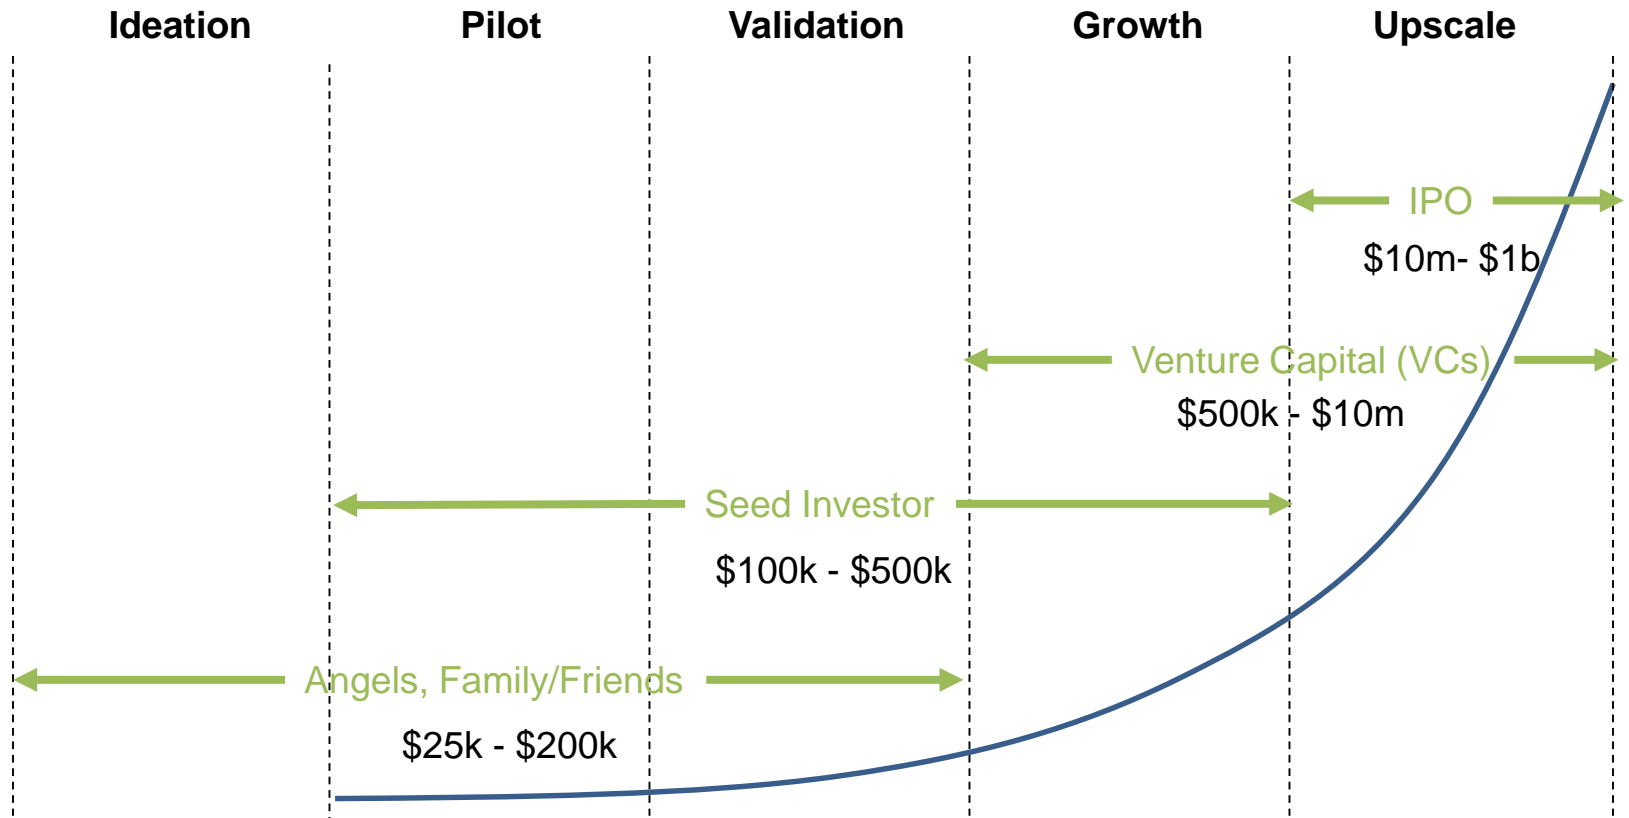 Ideation Pilot Validation Growth Upscale
IPO
$10m- $1b
Venture Capital (VCs)
$500k - $10m
Seed Investor
$100k - $500k
Angels, Family/Friends
$25k - $200k